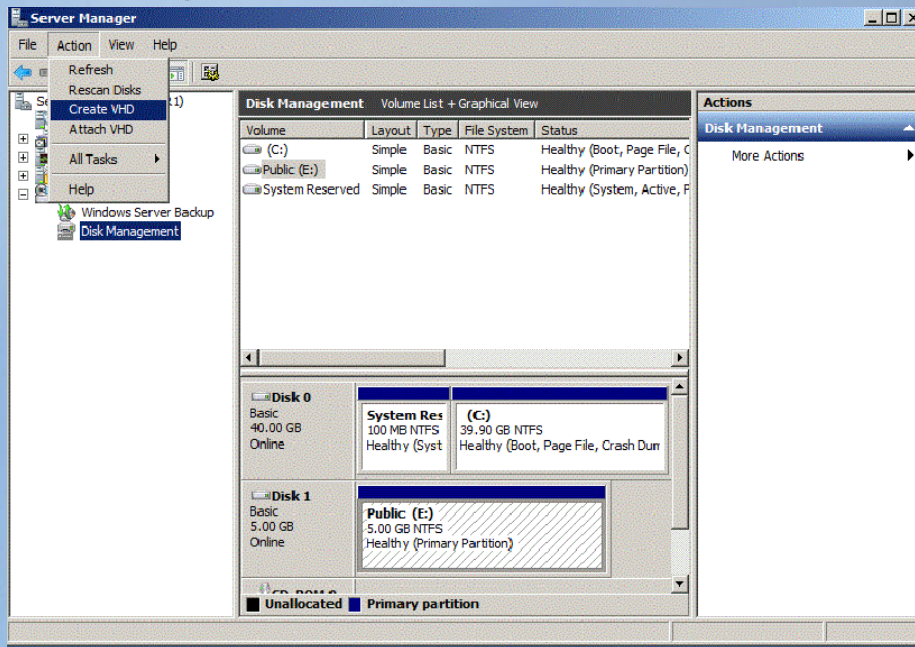 Server Manager
File Action View Help
Refresh
Rescan Disks
Create VHD
Attach VHD
All Tasks
Help
Windows Server Backup
Disk Management
Disk Management Volume List + Graphical View
Volume Layout Type File System Status
(C:) Simple Basic NTFS Healthy (Boot, Page File, C
Public (E:) Simple Basic NTFS Healthy (Primary Partition)
System Reserved Simple Basic NTFS Healthy (System, Active, P
Disk 0
Basic
40.00 GB
Online
System Res
100 MB NTFS
Healthy (Syst
(C:)
39.90 GB NTFS
Healthy (Boot, Page File, Crash Dum
Disk 1
Basic
5.00 GB
Online
Public (E:)
5.00 GB NTFS
Healthy (Primary Partition)
Unallocated Primary partition
Actions
Disk Management
More Actions